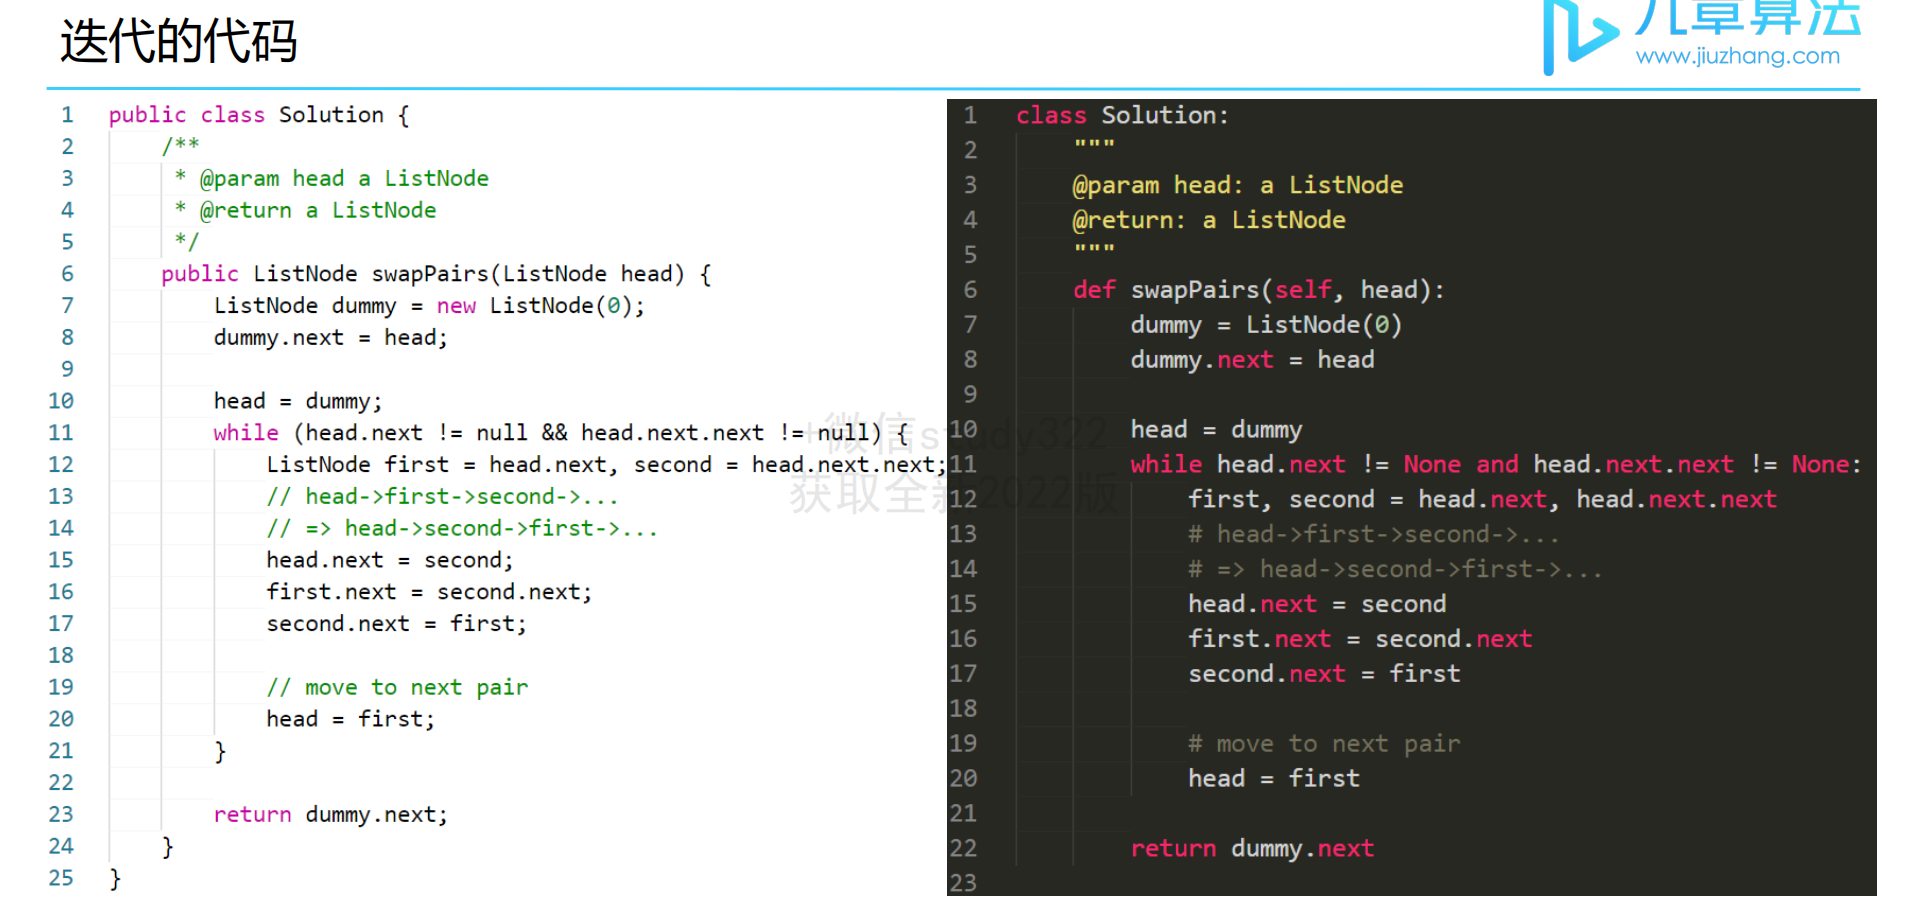 迭代的代码
九章算法
www.jiuzhang.com
1 public class Solution {
2 /**
3 * @param head a ListNode
4 * @return a ListNode
5 */
6 public ListNode swapPairs(ListNode head) {
7 ListNode dummy = new ListNode(0);
8 dummy.next = head;
9
10 head = dummy;
11 while (head.next != null && head.next.next != null) {
12 ListNode first = head.next, second = head.next.next;
13 // head->first->second->...
14 // => head->second->first->...
15 head.next = second;
16 first.next = second.next;
17 second.next = first;
18
19 // move to next pair
20 head = first;
21 }
22
23 return dummy.next;
24 }
25 }
1 class Solution:
2 """
3 @param head: a ListNode
4 @return: a ListNode
5 """
6 def swapPairs(self, head):
7 dummy = ListNode(0)
8 dummy.next = head
9
10 head = dummy
11 while head.next != None and head.next.next != None:
12 first, second = head.next, head.next.next
13 # head->first->second->...
14 # => head->second->first->...
15 head.next = second
16 first.next = second.next
17 second.next = first
18
19 # move to next pair
20 head = first
21
22 return dummy.next
23
+微信study322
获取全新2022版